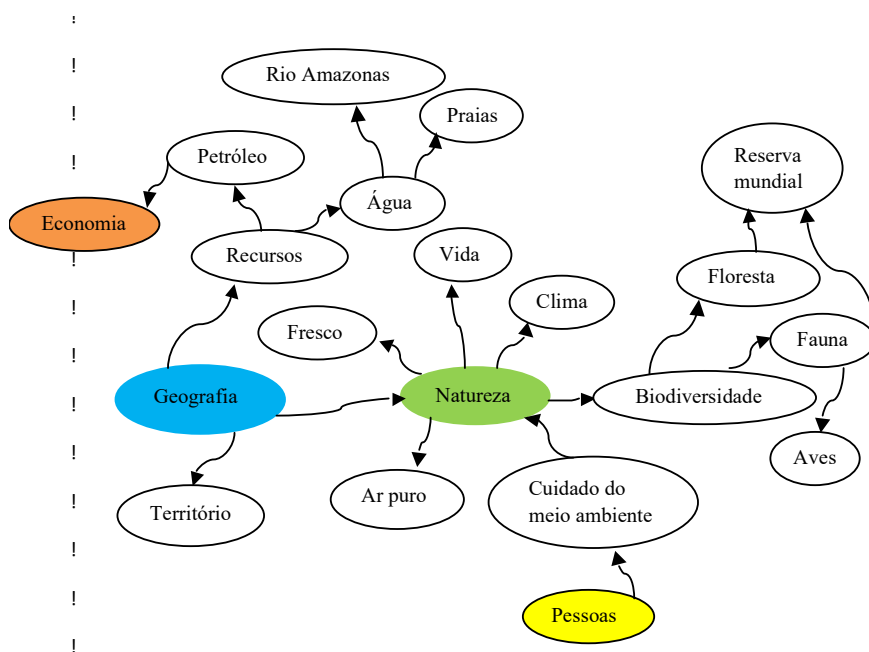 !
!
Rio Amazonas
Praias
!
Petróleo
Reserva
mundial
!
Água
Economia
Recursos
Vida
!
Floresta
Clima
!
Fresco
Fauna
!
Geografia
Natureza
Biodiversidade
!
!
Aves
Ar puro
Cuidado do
meio ambiente
!
Território
!
!
Pessoas
!